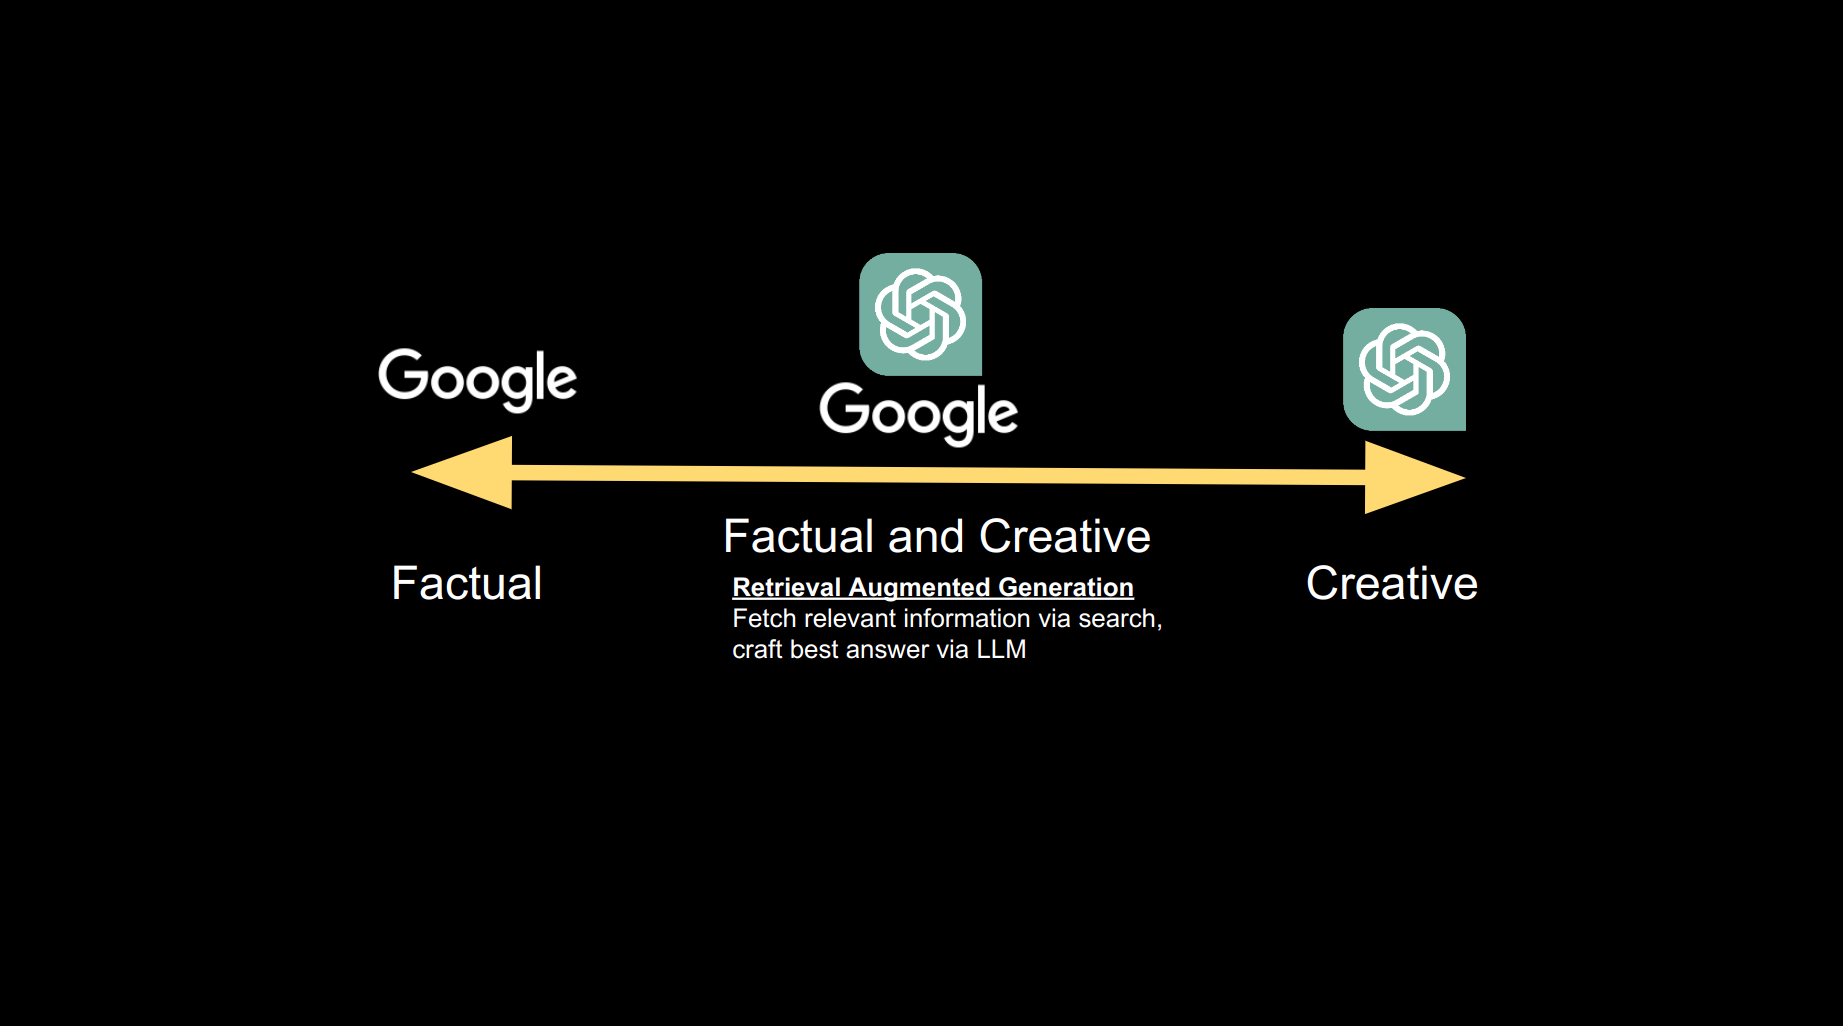 Google
Google
Factual and Creative
Factual
Retrieval Augmented Generation
Fetch relevant information via search,
craft best answer via LLM
Creative